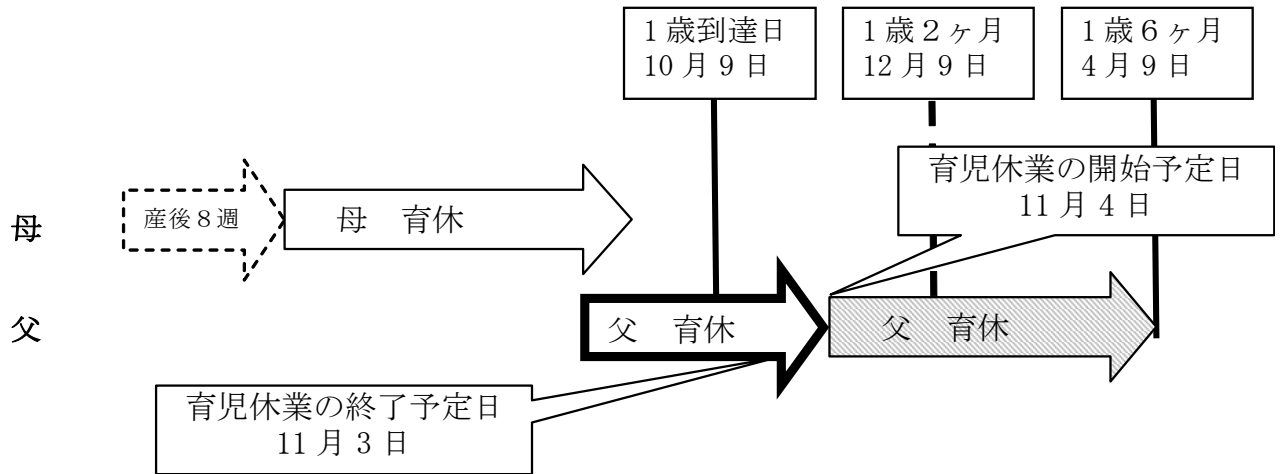 1歳到達日
10月9日
1歳2ヶ月
12月9日
1歳6ヶ月
4月9日
育児休業の開始予定日
11月4日
母
産後8週
母 育休
父
父 育休
父 育休
育児休業の終了予定日
11月3日